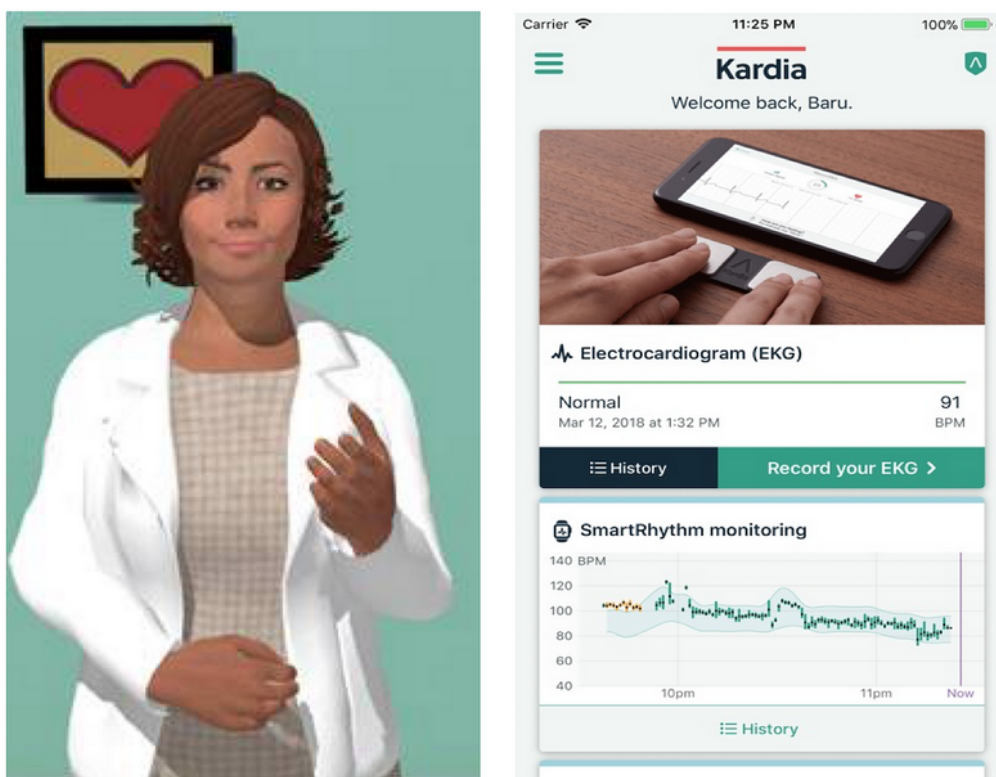 Carrier 11:25 PM 100%
Kardia
Welcome back, Baru.
Electrocardiogram (EKG)
Normal 91
Mar 12, 2018 at 1:32 PM BPM
History Record your EKG >
SmartRhythm monitoring
140 BPM
120
100
80
60
40
10pm 11pm Now
History